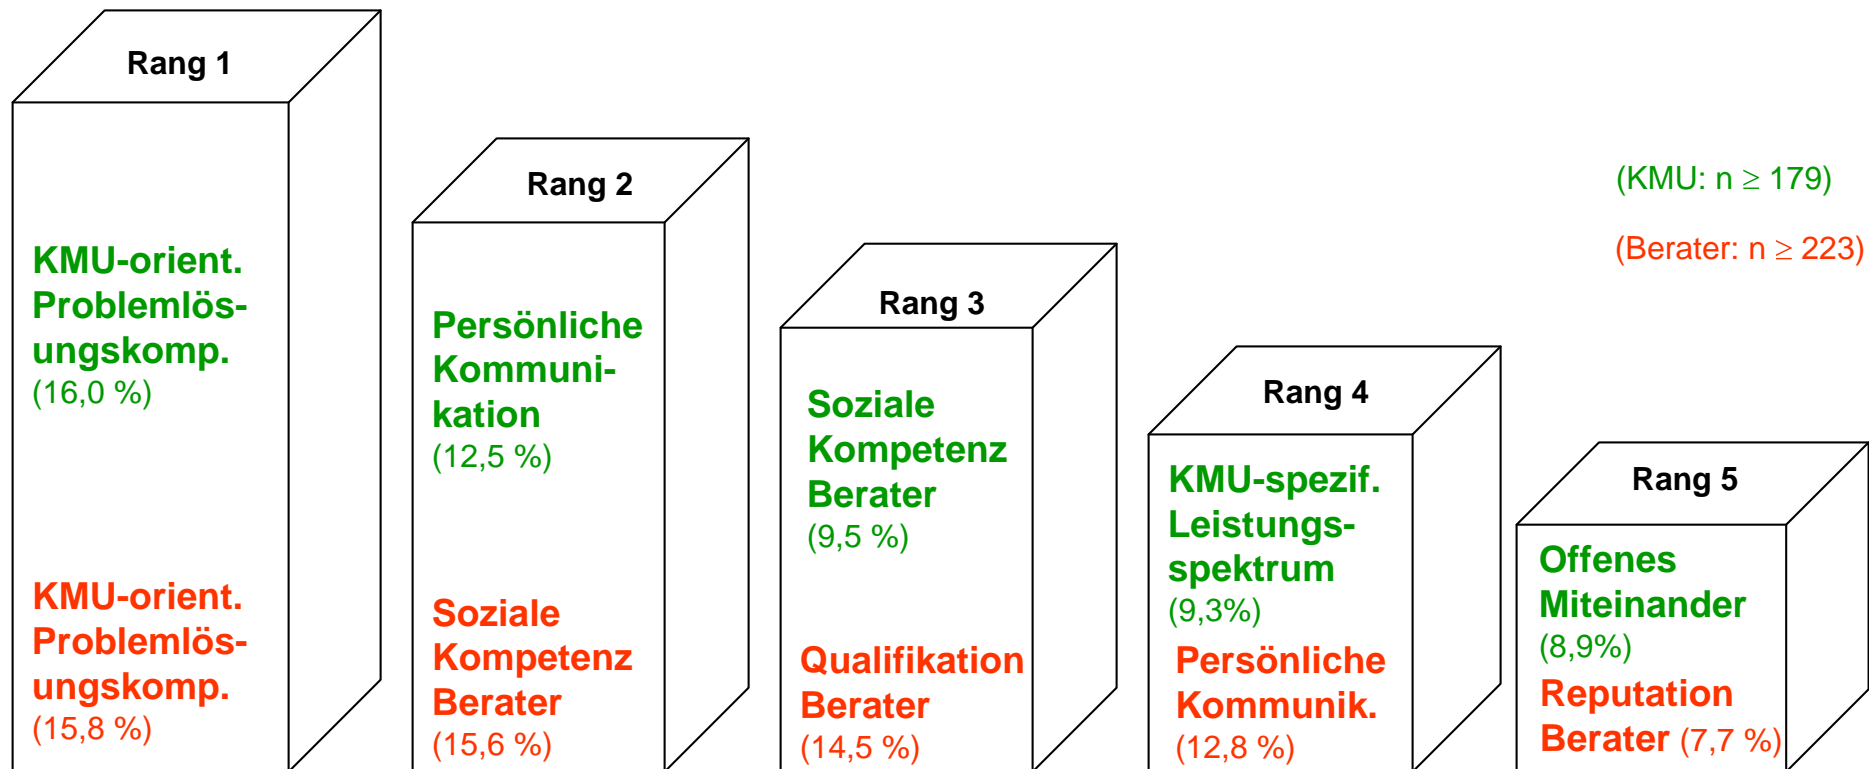 Rang 1
KMU-orient.
Problemlös-
ungskomp.
(16,0 %)
KMU-orient.
Problemlös-
ungskomp.
(15,8 %)
Rang 2
Persönliche
Kommuni-
kation
(12,5 %)
Soziale
Kompetenz
Berater
(15,6 %)
Rang 3
Soziale
Kompetenz
Berater
(9,5 %)
Qualifikation
Berater
(14,5 %)
Rang 4
KMU-spezif.
Leistungs-
spektrum
(9,3%)
Persönliche
Kommunik.
(12,8 %)
Rang 5
Offenes
Miteinander
(8,9%)
Reputation
Berater (7,7 %)
(KMU: n ≥ 179)
(Berater: n ≥ 223)